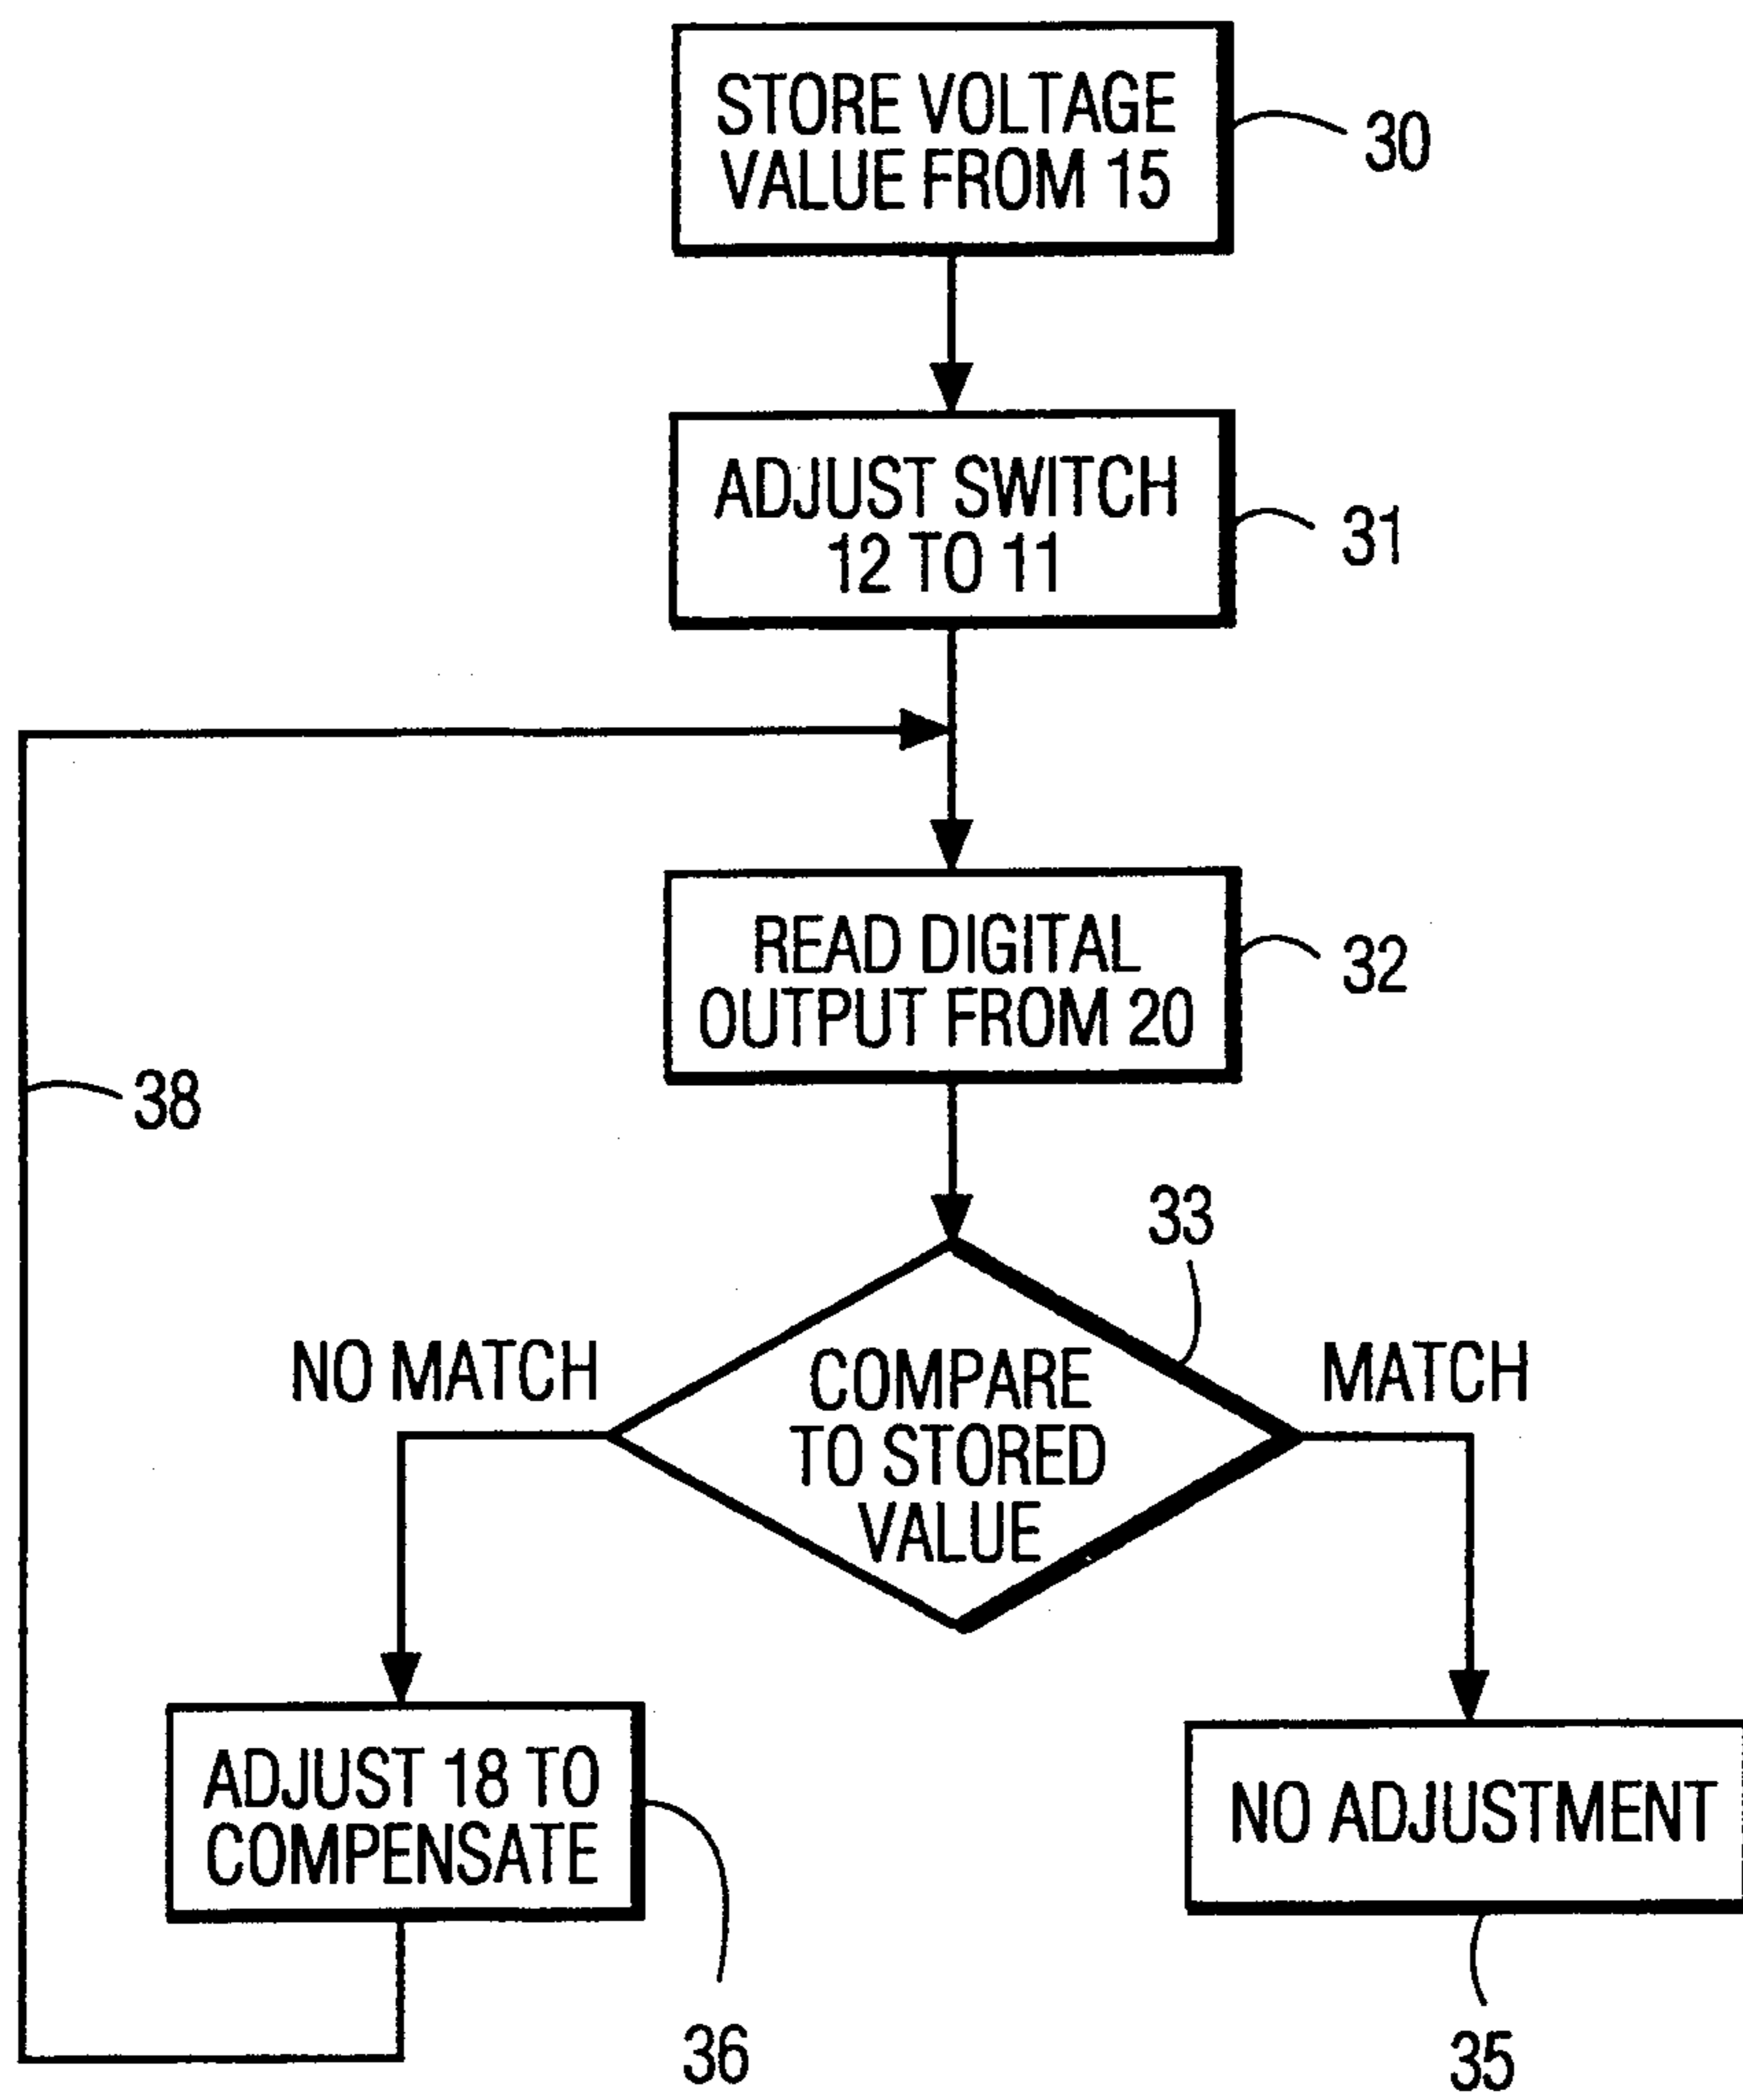 STORE VOLTAGE
VALUE FROM 15
30
ADJUST SWITCH
12 TO 11
31
READ DIGITAL
OUTPUT FROM 20
32
38
33
NO MATCH
COMPARE
TO STORED
VALUE
MATCH
ADJUST 18 TO
COMPENSATE
NO ADJUSTMENT
36
35